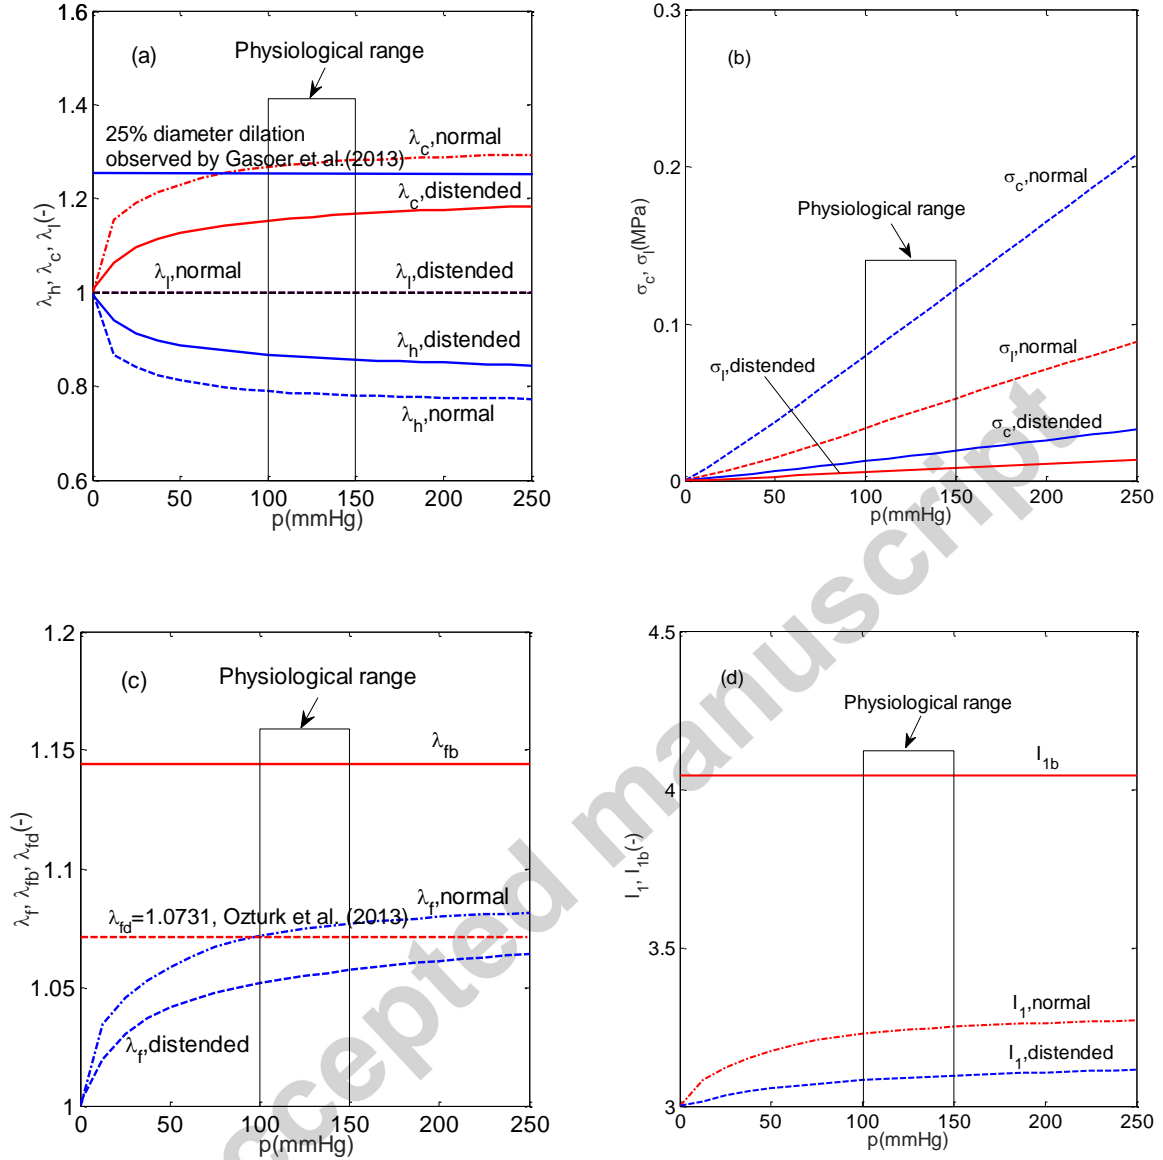 (a)
Physiological range
25% diameter dilation
observed by Gasoer et al.(2013)
λc,normal
λc,distended
λl,normal
λl,distended
λh,distended
λh,normal
λh, λc, λl(-)
1.6
1.4
1.2
1
0.8
0.6
0 50 100 150 200 250
p(mmHg)
(b)
Physiological range
σc,normal
σl,normal
σl,distended
σc,distended
σc, σl(MPa)
0.3
0.2
0.1
0
0 50 100 150 200 250
p(mmHg)
(c)
Physiological range
λfb
λf,normal
λfd=1.0731, Ozturk et al. (2013)
λf,distended
λf, λfb, λfd(-)
1.2
1.15
1.1
1.05
1
0 50 100 150 200 250
p(mmHg)
(d)
Physiological range
I1b
I1,normal
I1,distended
I1, I1b(-)
4.5
4
3.5
3
0 50 100 150 200 250
p(mmHg)
ccepted manuscript